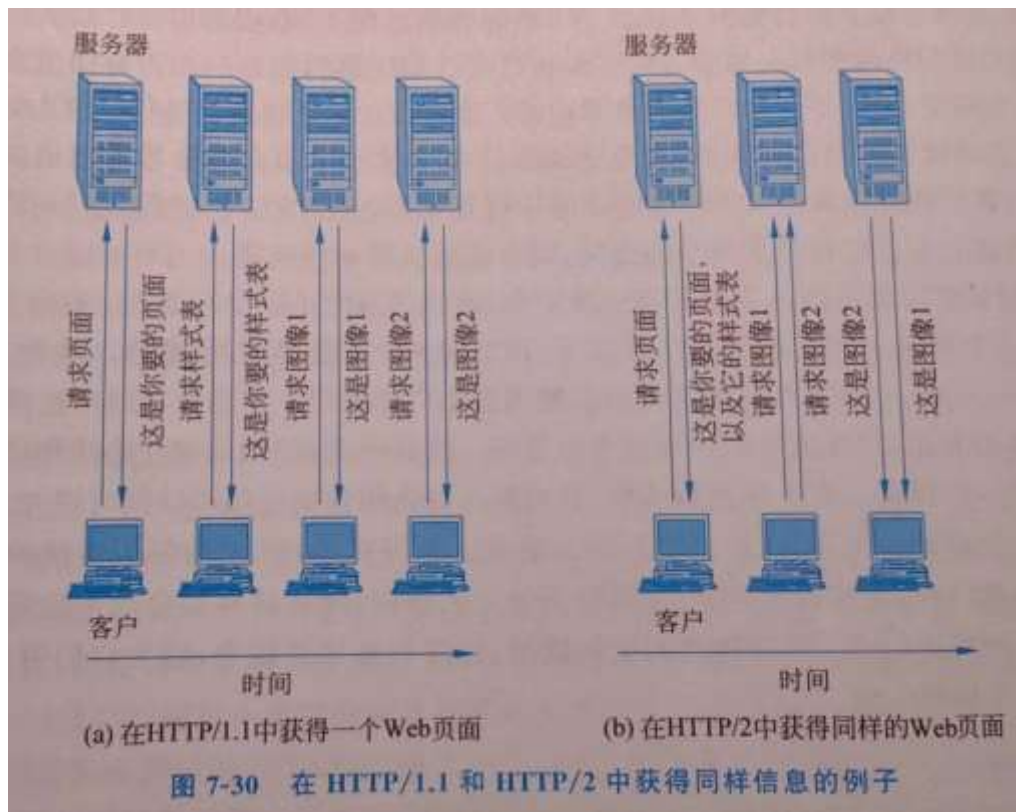 服务器
请求页面
这是你要的页面
请求样式表
这是你要的样式表
请求图像1
这是图像1
请求图像2
这是图像2
客户
时间
(a) 在HTTP/1.1中获得一个Web页面
服务器
请求页面
这是你要的页面,
以及它的样式表
请求图像1
请求图像2
这是图像2
这是图像1
客户
时间
(b) 在HTTP/2中获得同样的Web页面
图 7-30 在 HTTP/1.1 和 HTTP/2 中获得同样信息的例子